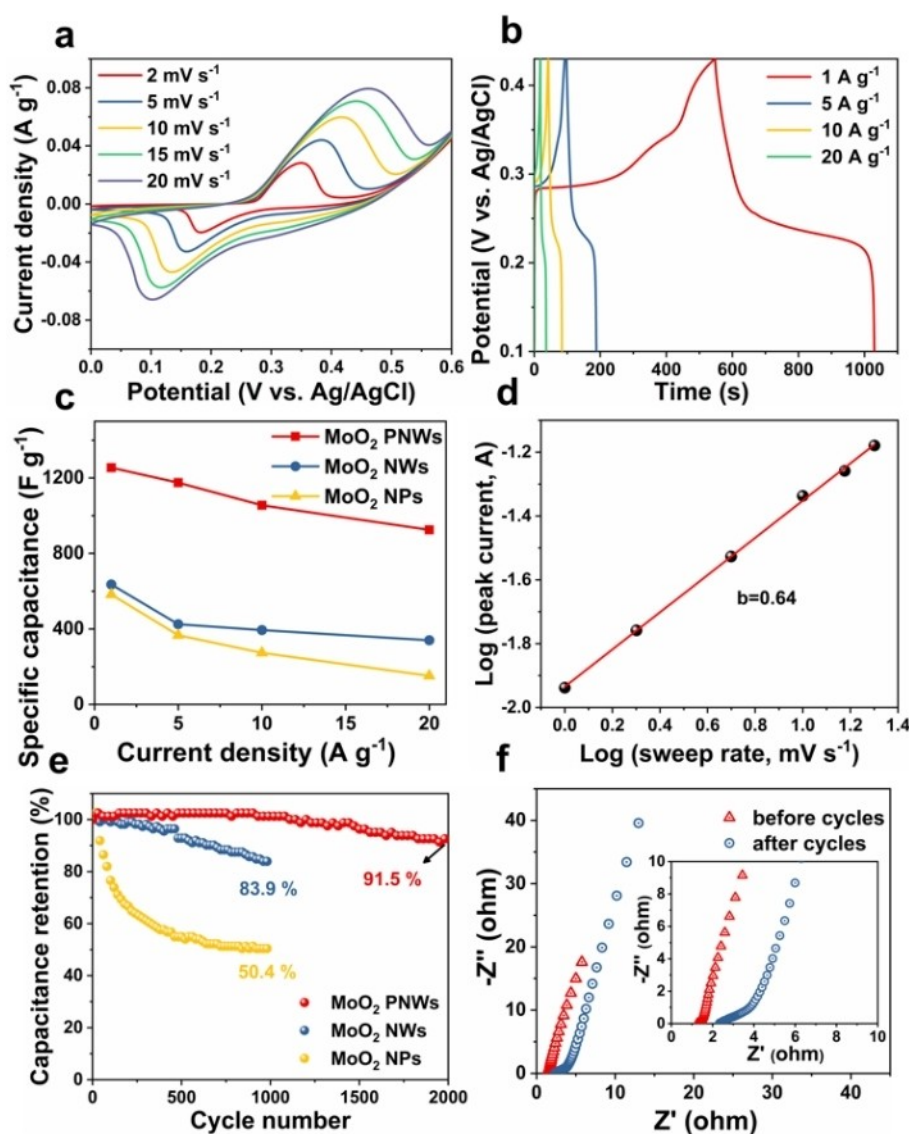 a
2 mV s⁻¹
5 mV s⁻¹
10 mV s⁻¹
15 mV s⁻¹
20 mV s⁻¹
Current density (A g⁻¹)
0.08
0.04
0.00
-0.04
-0.08
0.0 0.1 0.2 0.3 0.4 0.5 0.6
Potential (V vs. Ag/AgCl)
b
1 A g⁻¹
5 A g⁻¹
10 A g⁻¹
20 A g⁻¹
Potential (V vs. Ag/AgCl)
0.4
0.3
0.2
0.1
0 200 400 600 800 1000
Time (s)
c
MoO₂ PNWs
MoO₂ NWs
MoO₂ NPs
Specific capacitance (F g⁻¹)
1200
800
400
0
0 5 10 15 20
Current density (A g⁻¹)
d
Log (peak current, A)
-1.2
-1.4
-1.6
-1.8
-2.0
b=0.64
0.0 0.2 0.4 0.6 0.8 1.0 1.2 1.4
Log (sweep rate, mV s⁻¹)
e
Capacitance retention (%)
100
80
60
40
20
0
83.9 %
91.5 %
50.4 %
MoO₂ PNWs
MoO₂ NWs
MoO₂ NPs
0 500 1000 1500 2000
Cycle number
f
before cycles
after cycles
-Z'' (ohm)
40
30
20
10
0
0 10 20 30 40
Z' (ohm)
-Z'' (ohm)
10
8
6
4
2
0
0 2 4 6 8 10
Z' (ohm)